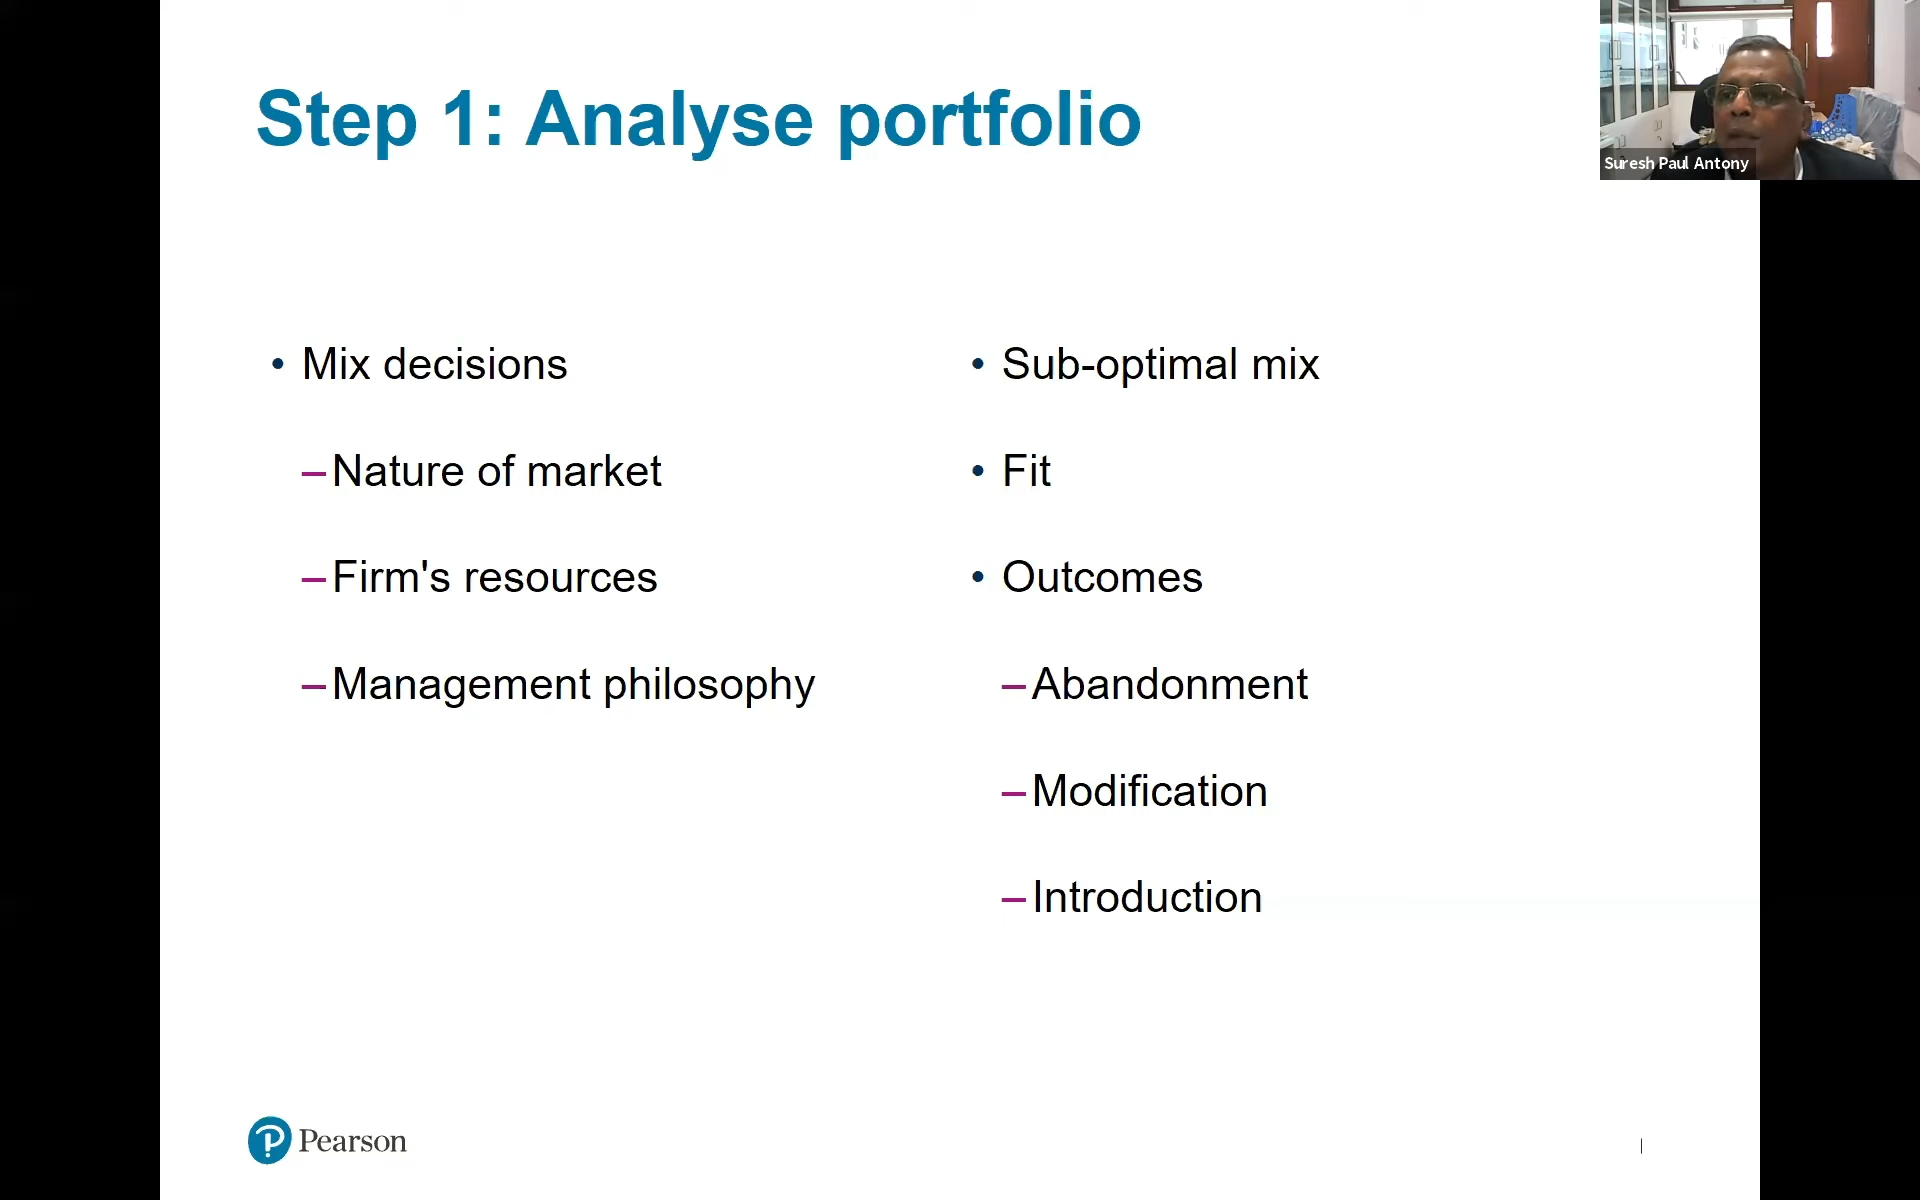 Step 1: Analyse portfolio
Suresh Paul Antony
• Mix decisions
–Nature of market
–Firm's resources
–Management philosophy
• Sub-optimal mix
• Fit
• Outcomes
–Abandonment
–Modification
–Introduction
Pearson